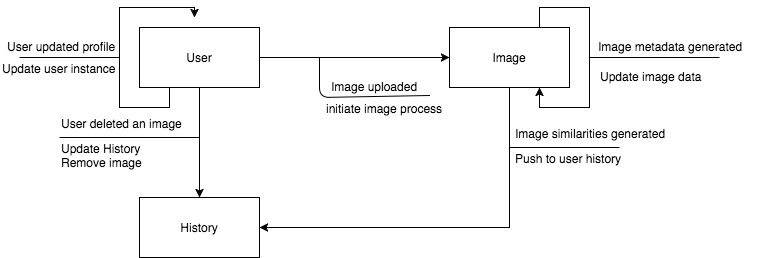 User updated profile
Update user instance
User
Image uploaded
initiate image process
Image
Image metadata generated
Update image data
User deleted an image
Update History
Remove image
Image similarities generated
Push to user history
History